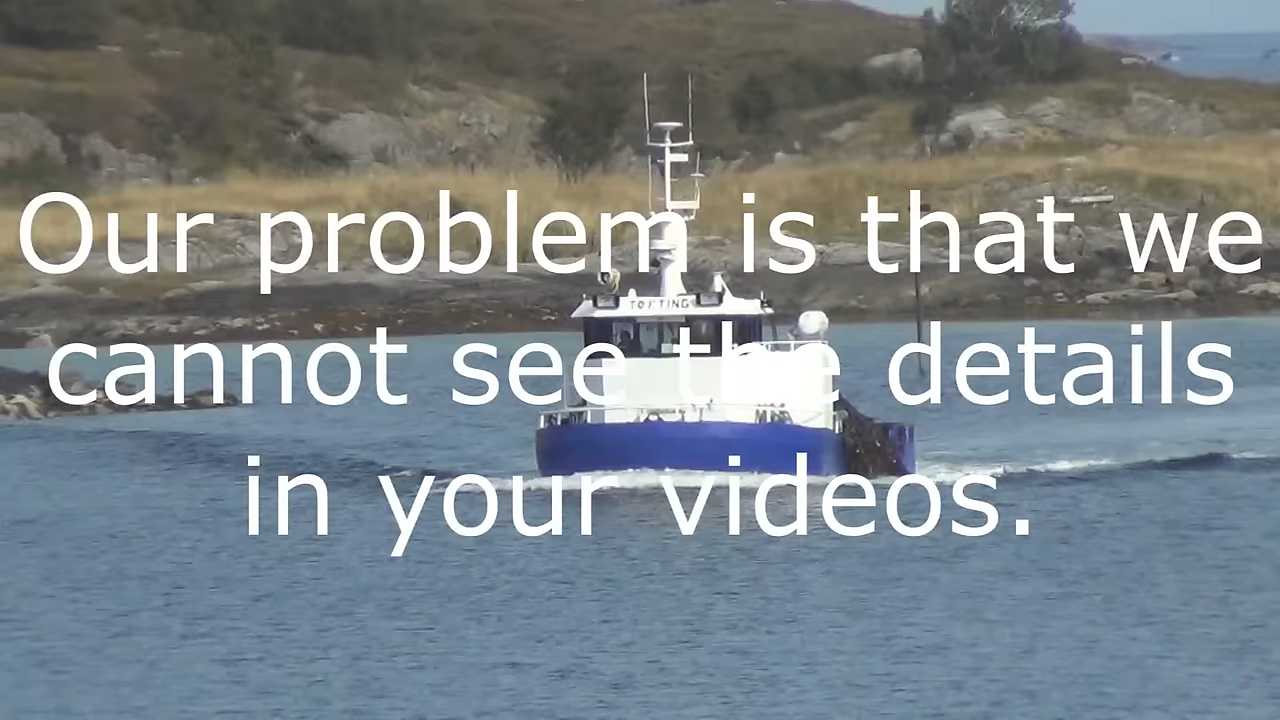 Our problem is that we
TOFTING
cannot see the details
in your videos.